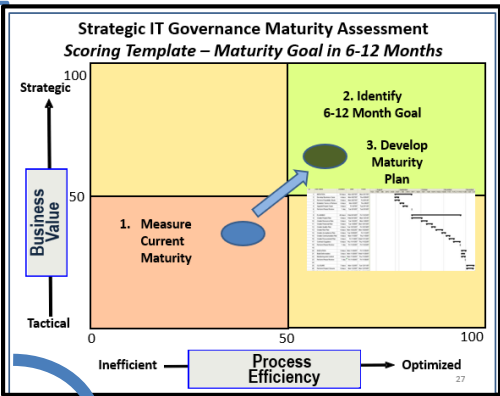 Strategic IT Governance Maturity Assessment
Scoring Template – Maturity Goal in 6-12 Months
100
Strategic
2. Identify
6-12 Month Goal
3. Develop
Maturity
Plan
50
Business
Value
1. Measure
Current
Maturity
Tactical
0
50
100
Inefficient
Process
Efficiency
Optimized
27